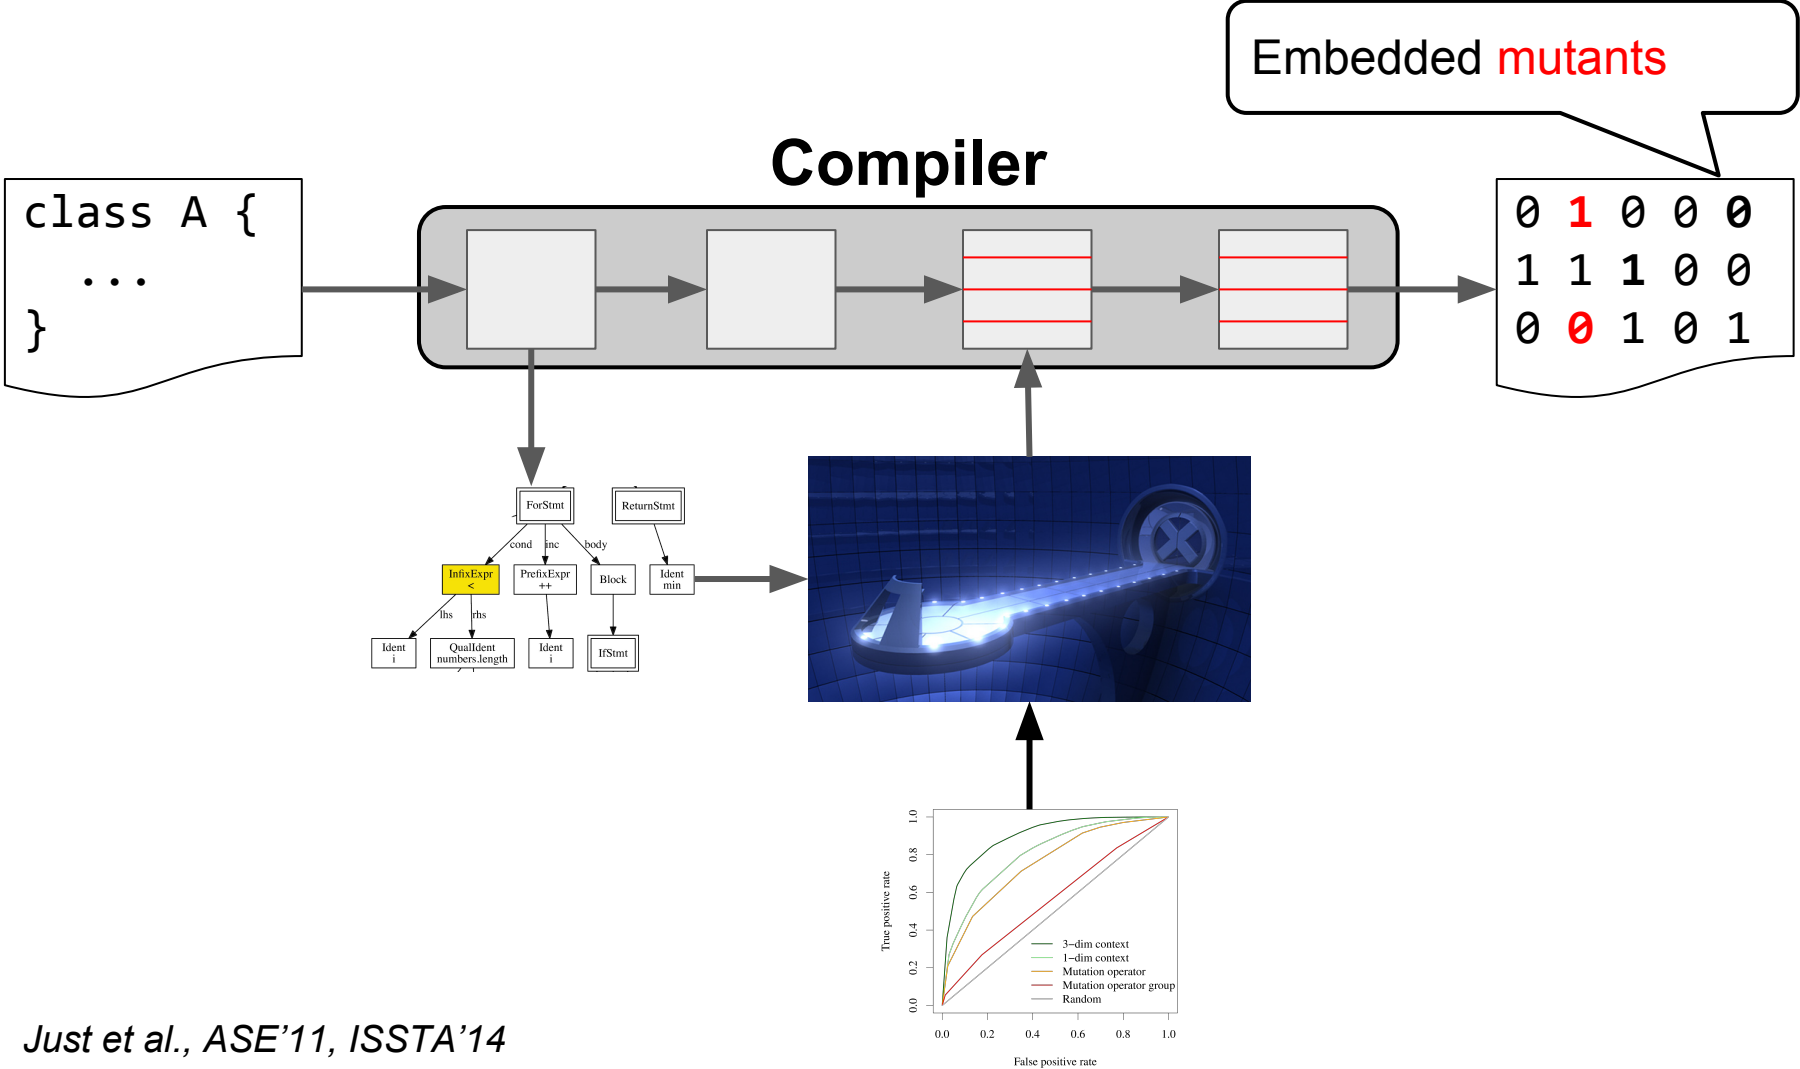 Embedded mutants
Compiler
class A {
...
}
0 1 0 0 0
1 1 1 0 0
0 0 1 0 1
ForStmt
ReturnStmt
cond
inc
body
InfixExpr
<
PrefixExpr
++
Block
Ident
min
lhs
rhs
Ident
i
QualIdent
numbers.length
Ident
i
IfStmt
True positive rate
1.0
0.8
0.6
0.4
0.2
0.0
3−dim context
1−dim context
Mutation operator
Mutation operator group
Random
0.0 0.2 0.4 0.6 0.8 1.0
False positive rate
Just et al., ASE’11, ISSTA’14